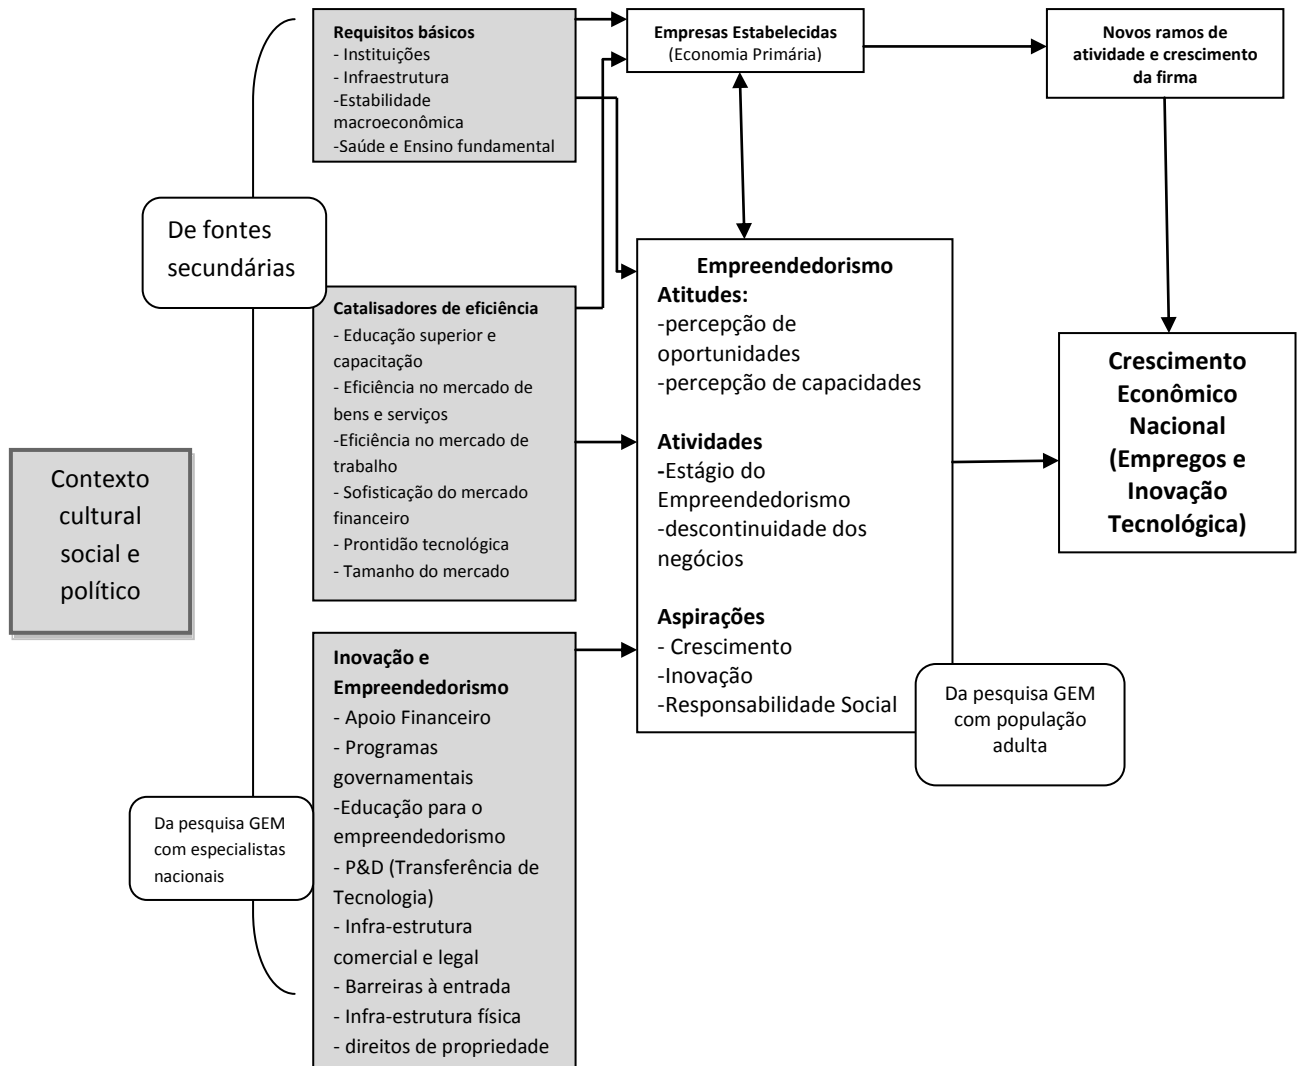 Requisitos básicos
- Instituições
- Infraestrutura
-Estabilidade
macroeconômica
-Saúde e Ensino fundamental
Empresas Estabelecidas
(Economia Primária)
Novos ramos de
atividade e crescimento
da firma
De fontes
secundárias
Catalisadores de eficiência
- Educação superior e
capacitação
- Eficiência no mercado de
bens e serviços
-Eficiência no mercado de
trabalho
- Sofisticação do mercado
financeiro
- Prontidão tecnológica
- Tamanho do mercado
Empreendedorismo
Atitudes:
-percepção de
oportunidades
-percepção de capacidades
Atividades
-Estágio do
Empreendedorismo
-descontinuidade dos
negócios
Aspirações
- Crescimento
-Inovação
-Responsabilidade Social
Crescimento
Econômico
Nacional
(Empregos e
Inovação
Tecnológica)
Contexto
cultural
social e
político
Inovação e
Empreendedorismo
- Apoio Financeiro
- Programas
governamentais
-Educação para o
empreendedorismo
- P&D (Transferência de
Tecnologia)
- Infra-estrutura
comercial e legal
- Barreiras à entrada
- Infra-estrutura física
- direitos de propriedade
Da pesquisa GEM
com população
adulta
Da pesquisa GEM
com especialistas
nacionais